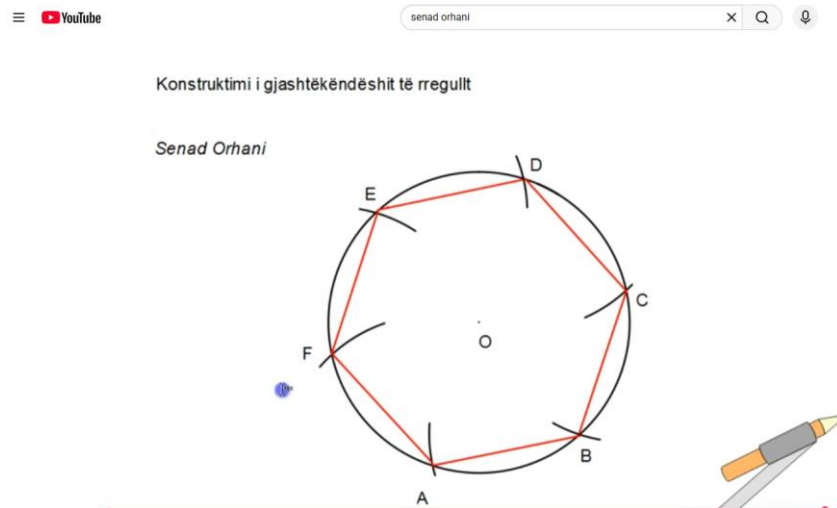 YouTube
senad orhani
Konstruktimi i gjashtëkëndëshit të rregullt
Senad Orhani
D
E
C
O
F
B
A